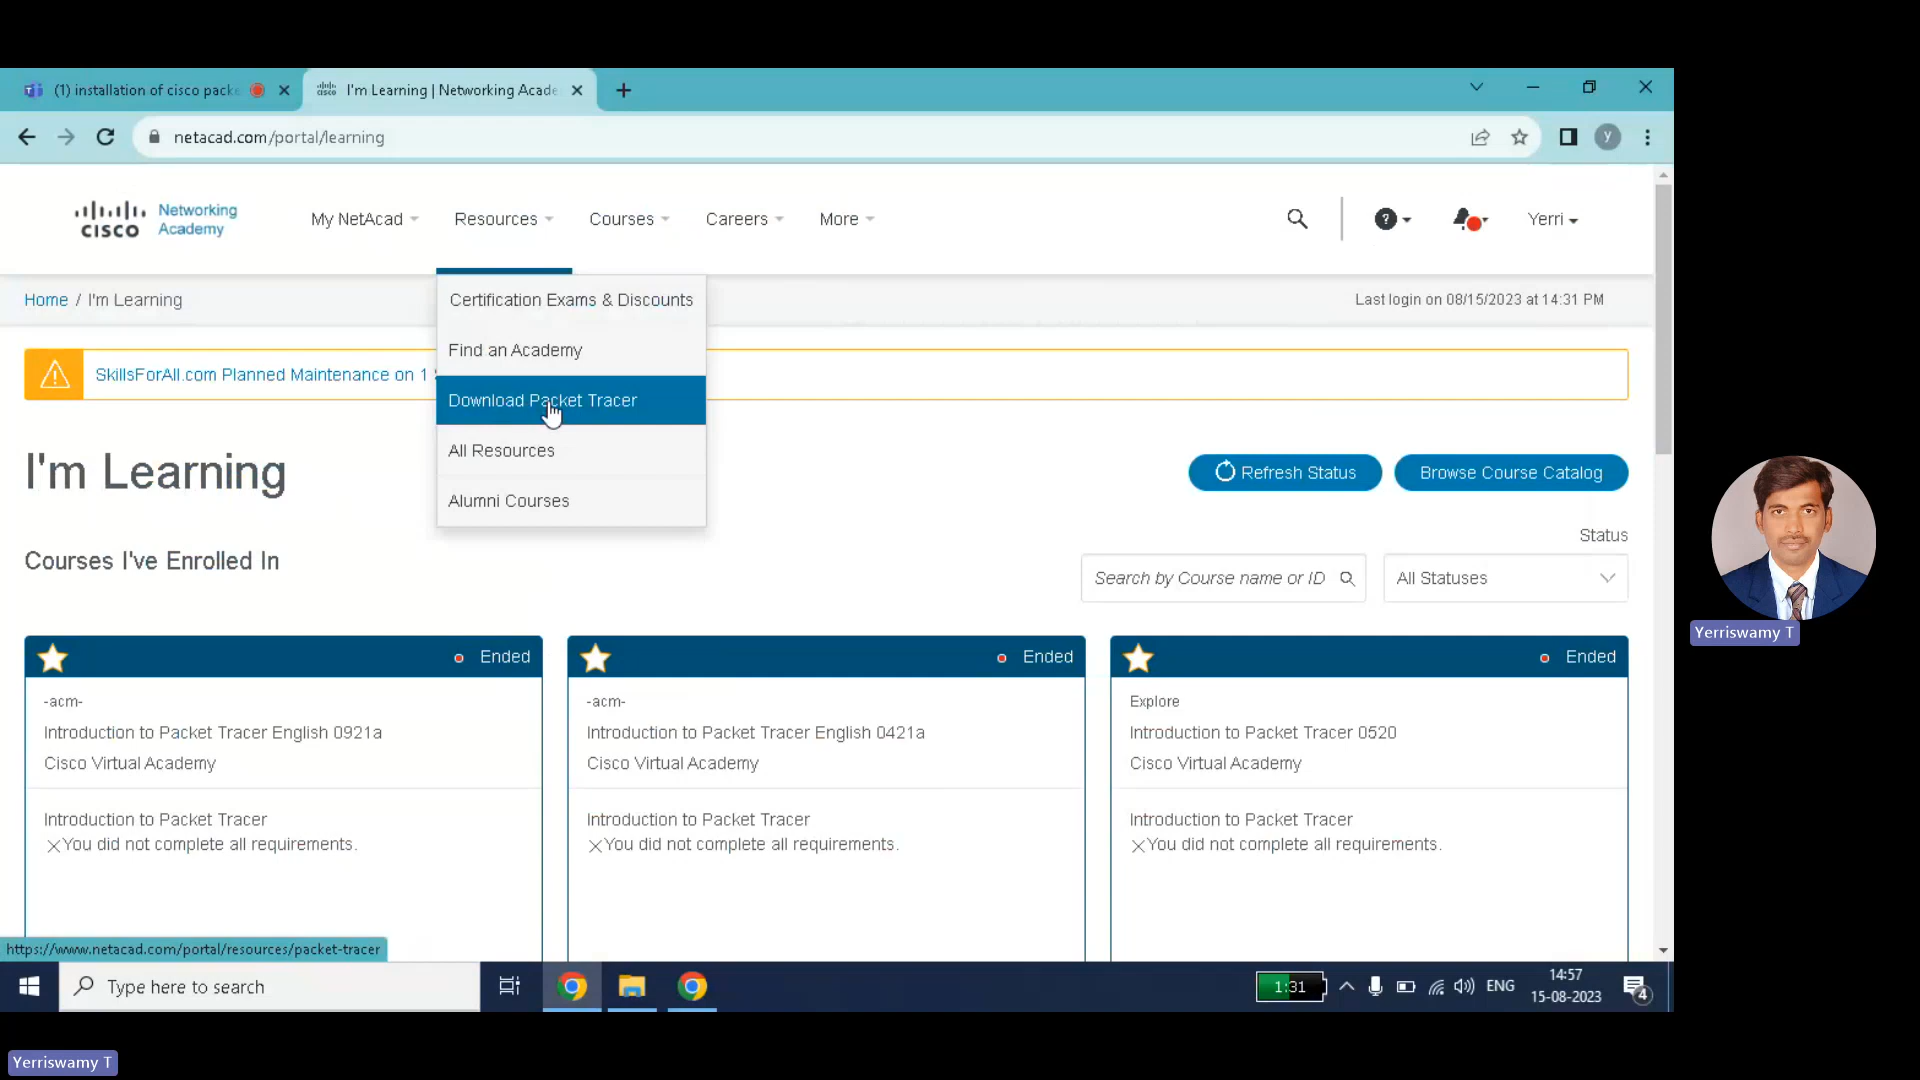 (1) installation of cisco pack
I'm Learning | Networking Acade
netacad.com/portal/learning
y
cisco
Networking
Academy
My NetAcad
Resources
Courses
Careers
More
?
Yerri
Home / I'm Learning
Last login on 08/15/2023 at 14:31 PM
Certification Exams & Discounts
Find an Academy
Download Packet Tracer
All Resources
Alumni Courses
SkillsForAll.com Planned Maintenance on 1
I'm Learning
Refresh Status
Browse Course Catalog
Courses I've Enrolled In
Status
Search by Course name or ID
All Statuses
Ended
-acm-
Introduction to Packet Tracer English 0921a
Cisco Virtual Academy
Introduction to Packet Tracer
You did not complete all requirements.
Ended
-acm-
Introduction to Packet Tracer English 0421a
Cisco Virtual Academy
Introduction to Packet Tracer
You did not complete all requirements.
Ended
Explore
Introduction to Packet Tracer 0520
Cisco Virtual Academy
Introduction to Packet Tracer
You did not complete all requirements.
https://www.netacad.com/portal/resources/packet-tracer
Type here to search
1:31
ENG
14:57
15-08-2023
4
Yerriswamy T
Yerriswamy T